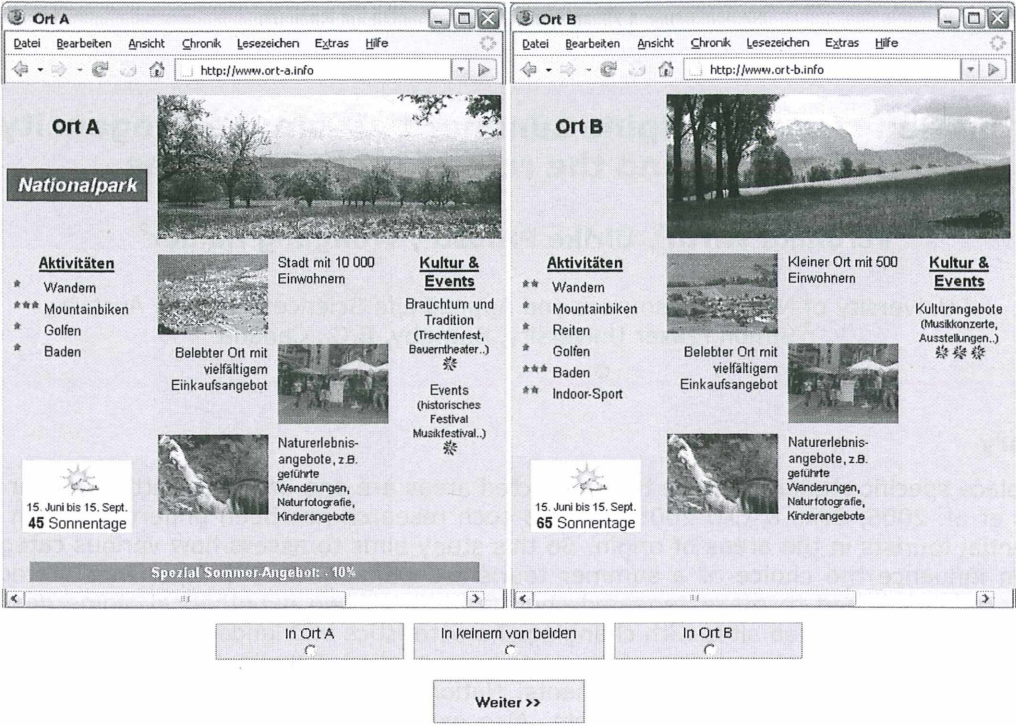 Ort A
Datei Bearbeiten Ansicht Chronik Lesezeichen Extras Hilfe
http://www.ort-a.info
Ort A
Nationalpark
Aktivitäten
* Wandern
*** Mountainbiken
* Golfen
* Baden
Stadt mit 10 000
Einwohnern
Belebter Ort mit
vielfältigem
Einkaufsangebot
Naturerlebnis-
angebote, z.B.
geführte
Wanderungen,
Naturfotografie,
Kinderangebote
Kultur &
Events
Brauchtum und
Tradition
(Trachtenfest,
Bauerntheater..)
Events
(historisches
Festival
Musikfestival..)
15. Juni bis 15. Sept.
45 Sonnentage
Spezial Sommer-Angebot: - 10%
Ort B
Datei Bearbeiten Ansicht Chronik Lesezeichen Extras Hilfe
http://www.ort-b.info
Ort B
Aktivitäten
** Wandern
* Mountainbiken
* Reiten
* Golfen
*** Baden
** Indoor-Sport
Kleiner Ort mit 500
Einwohnern
Belebter Ort mit
vielfältigem
Einkaufsangebot
Naturerlebnis-
angebote, z.B.
geführte
Wanderungen,
Naturfotografie,
Kinderangebote
Kultur &
Events
Kulturangebote
(Musikkonzerte,
Ausstellungen..)
15. Juni bis 15. Sept.
65 Sonnentage
In Ort A
In keinem von beiden
In Ort B
Weiter >>